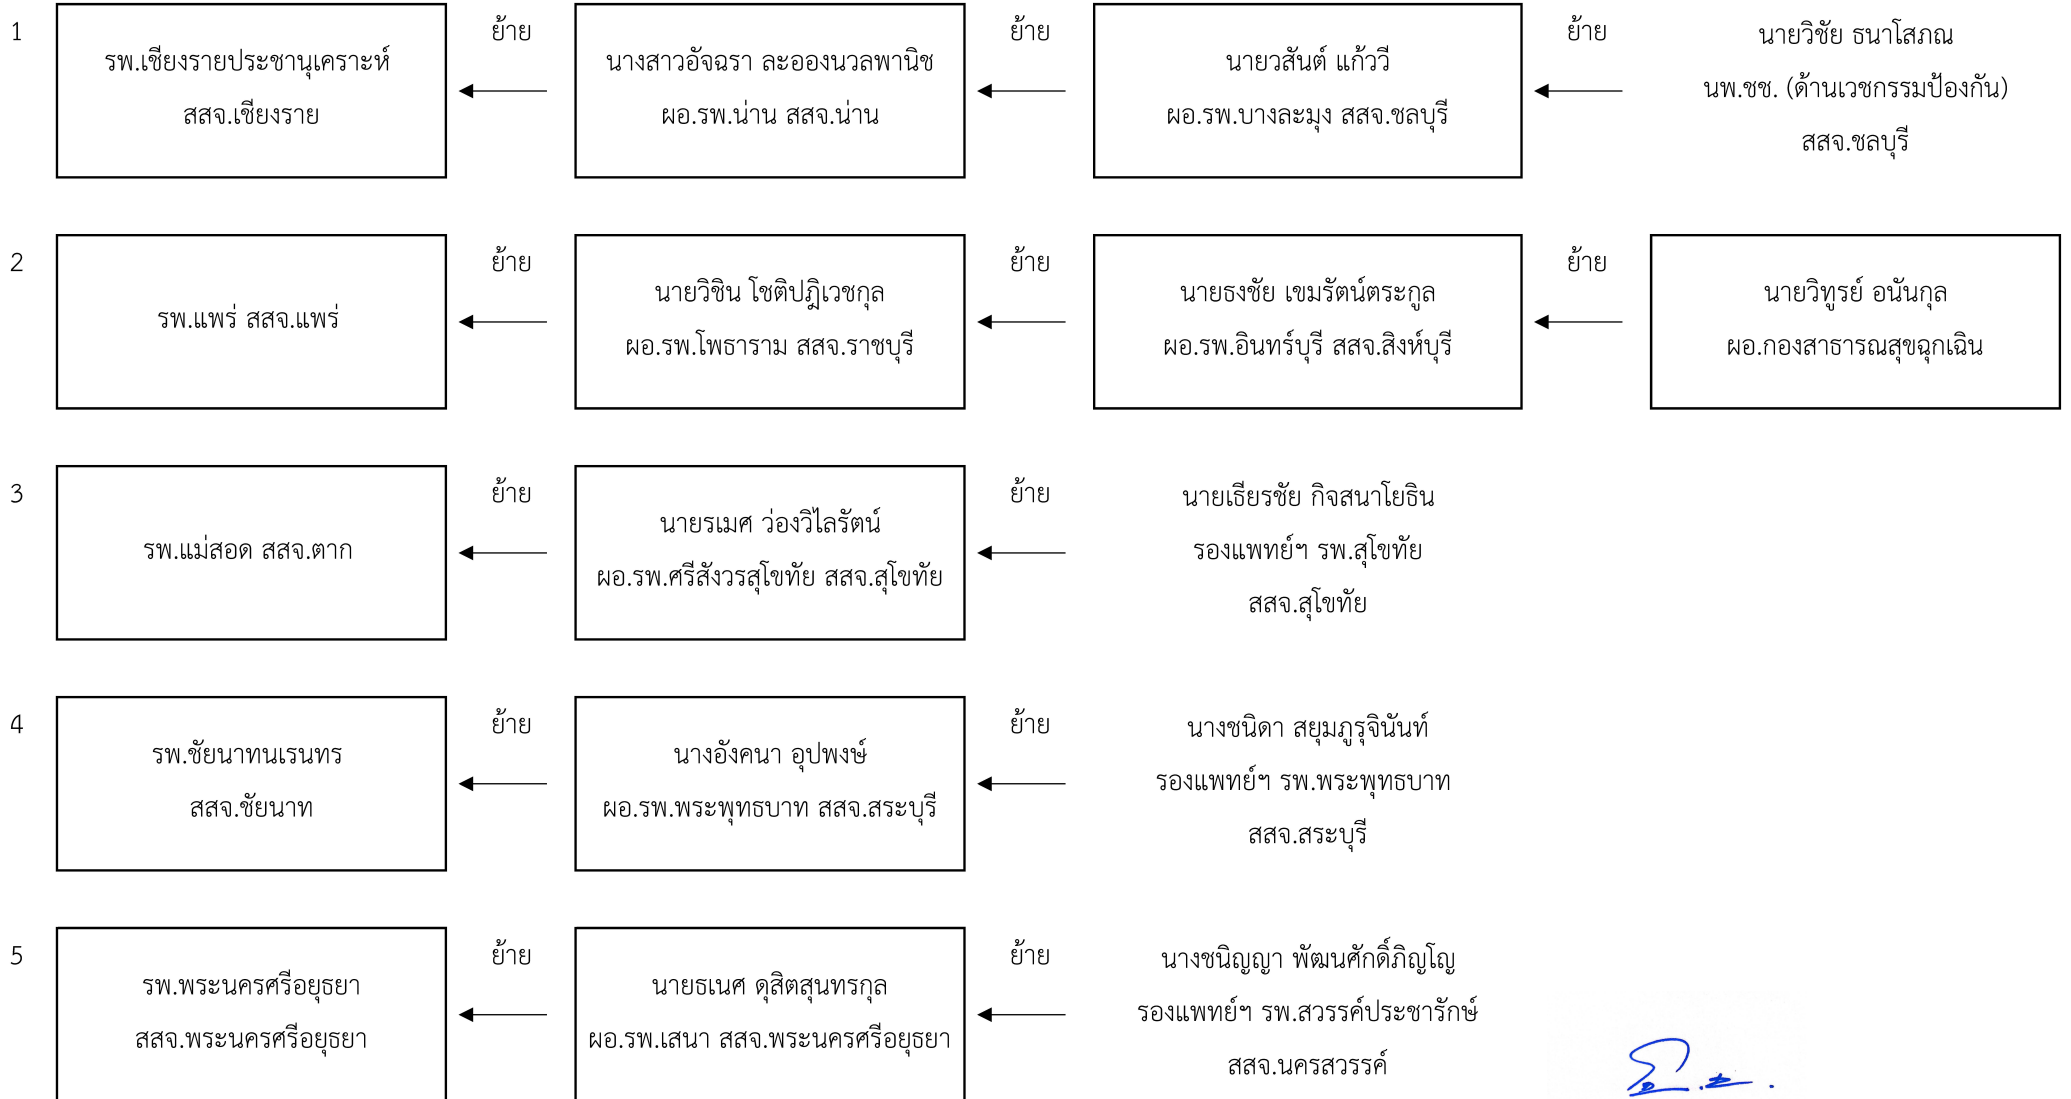 1
รพ.เชียงรายประชานุเคราะห์
สสจ.เชียงราย
ย้าย
นางสาวอัจฉรา ละอองนวลพานิช
ผอ.รพ.น่าน สสจ.น่าน
ย้าย
นายวสันต์ แก้ววี
ผอ.รพ.บางละมุง สสจ.ชลบุรี
ย้าย
นายวิชัย ธนาโสภณ
นพ.ชช. (ด้านเวชกรรมป้องกัน)
สสจ.ชลบุรี
2
รพ.แพร่ สสจ.แพร่
ย้าย
นายวิชิน โชติปฏิเวชกุล
ผอ.รพ.โพธาราม สสจ.ราชบุรี
ย้าย
นายธงชัย เขมรัตน์ตระกูล
ผอ.รพ.อินทร์บุรี สสจ.สิงห์บุรี
ย้าย
นายวิทูรย์ อนันกุล
ผอ.กองสาธารณสุขฉุกเฉิน
3
รพ.แม่สอด สสจ.ตาก
ย้าย
นายรเมศ ว่องวิไลรัตน์
ผอ.รพ.ศรีสังวรสุโขทัย สสจ.สุโขทัย
ย้าย
นายเธียรชัย กิจสนาโยธิน
รองแพทย์ฯ รพ.สุโขทัย
สสจ.สุโขทัย
4
รพ.ชัยนาทนเรนทร
สสจ.ชัยนาท
ย้าย
นางอังคนา อุปพงษ์
ผอ.รพ.พระพุทธบาท สสจ.สระบุรี
ย้าย
นางชนิดา สยุมภูรุจินันท์
รองแพทย์ฯ รพ.พระพุทธบาท
สสจ.สระบุรี
5
รพ.พระนครศรีอยุธยา
สสจ.พระนครศรีอยุธยา
ย้าย
นายธเนศ ดุสิตสุนทรกุล
ผอ.รพ.เสนา สสจ.พระนครศรีอยุธยา
ย้าย
นางชนิญญา พัฒนศักดิ์ภิญโญ
รองแพทย์ฯ รพ.สวรรค์ประชารักษ์
สสจ.นครสวรรค์